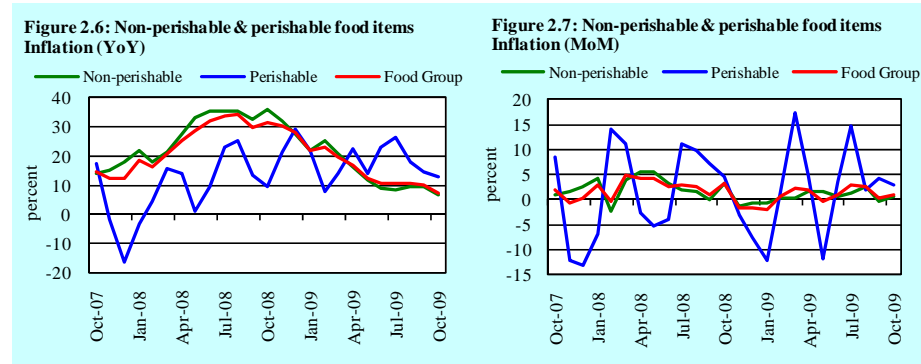 Figure 2.6: Non-perishable & perishable food items
Inflation (YoY)
Non-perishable Perishable Food Group
percent
40
30
20
10
0
-10
-20
Oct-07
Jan-08
Apr-08
Jul-08
Oct-08
Jan-09
Apr-09
Jul-09
Oct-09
Figure 2.7: Non-perishable & perishable food items
Inflation (MoM)
Non-perishable Perishable Food Group
percent
20
15
10
5
0
-5
-10
-15
Oct-07
Jan-08
Apr-08
Jul-08
Oct-08
Jan-09
Apr-09
Jul-09
Oct-09